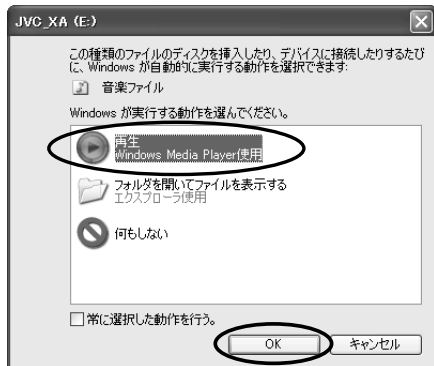 JVC_XA (E:)
この種類のファイルのディスクを挿入したり、デバイスに接続したりするたび
に、Windows が自動的に実行する動作を選択できます:
音楽ファイル
Windows が実行する動作を選んでください。
再生
Windows Media Player使用
フォルダを開いてファイルを表示する
エクスプローラ使用
何もしない
常に選択した動作を行う。
OK
キャンセル